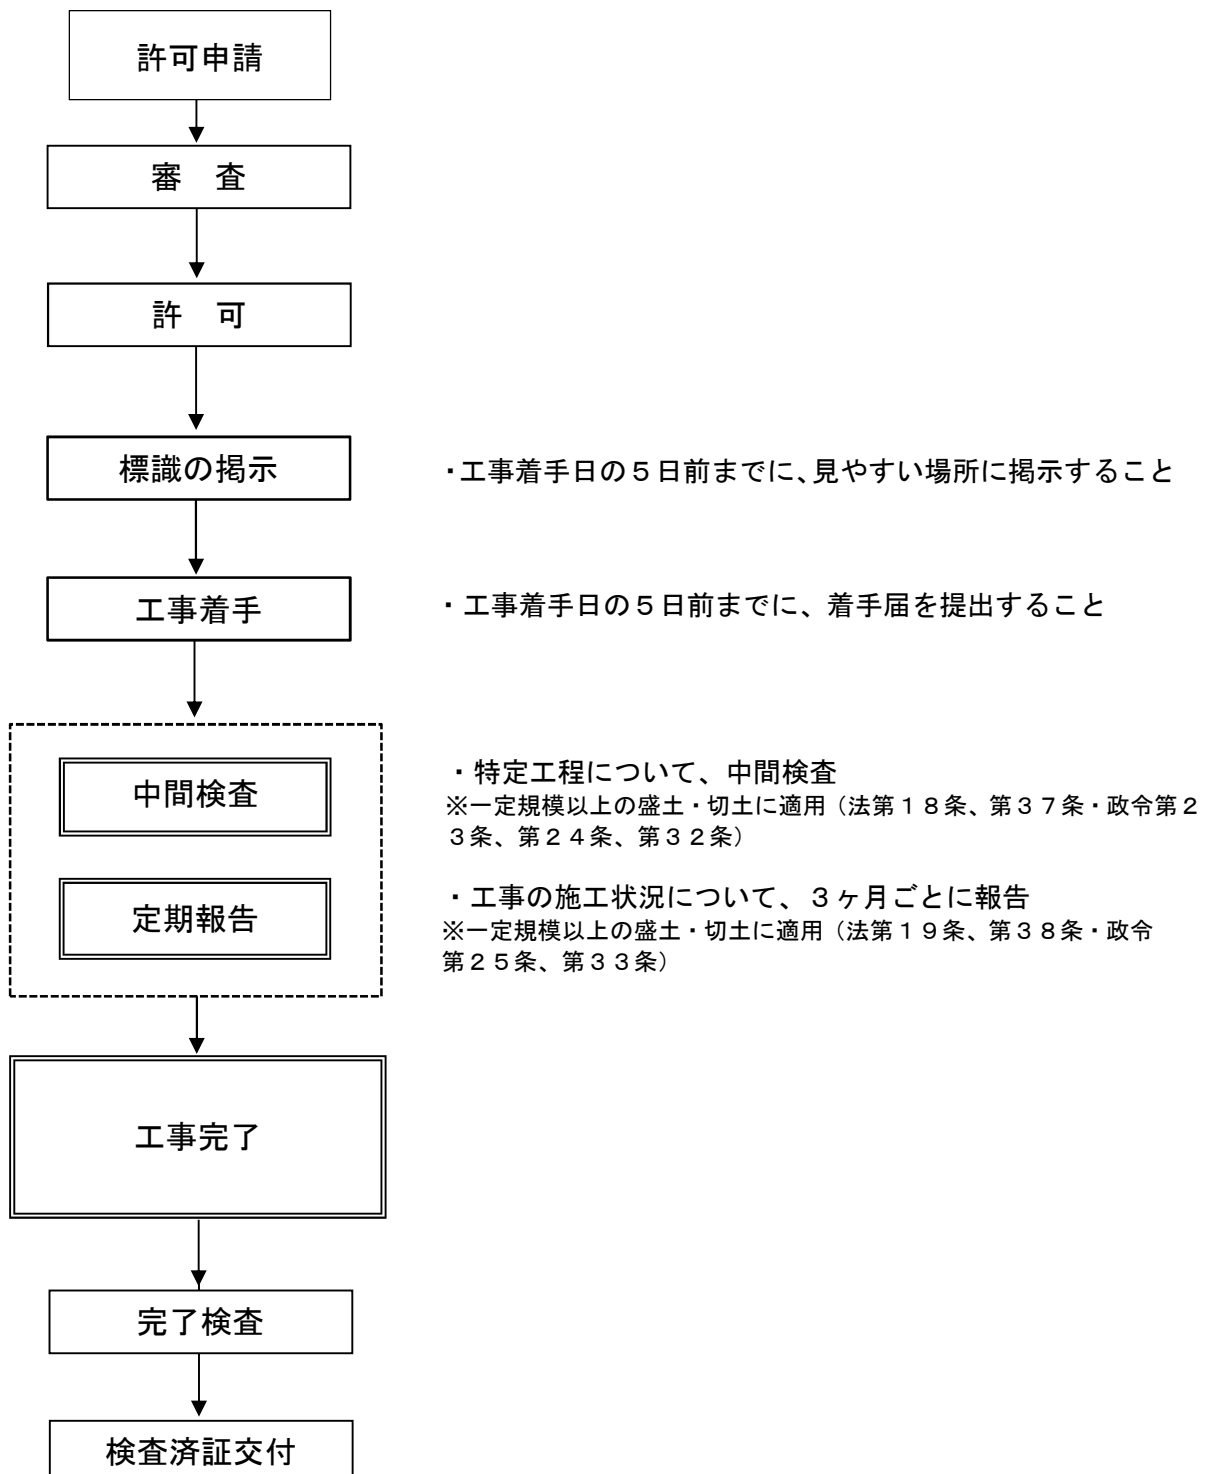 許可申請
審　査
許　可
標識の掲示
・工事着手日の５日前までに、見やすい場所に掲示すること
工事着手
・工事着手日の５日前までに、着手届を提出すること
中間検査
・特定工程について、中間検査
※一定規模以上の盛土・切土に適用（法第１８条、第３７条・政令第２
３条、第２４条、第３２条）
定期報告
・工事の施工状況について、３ヶ月ごとに報告
※一定規模以上の盛土・切土に適用（法第１９条、第３８条・政令
第２５条、第３３条）
工事完了
完了検査
検査済証交付